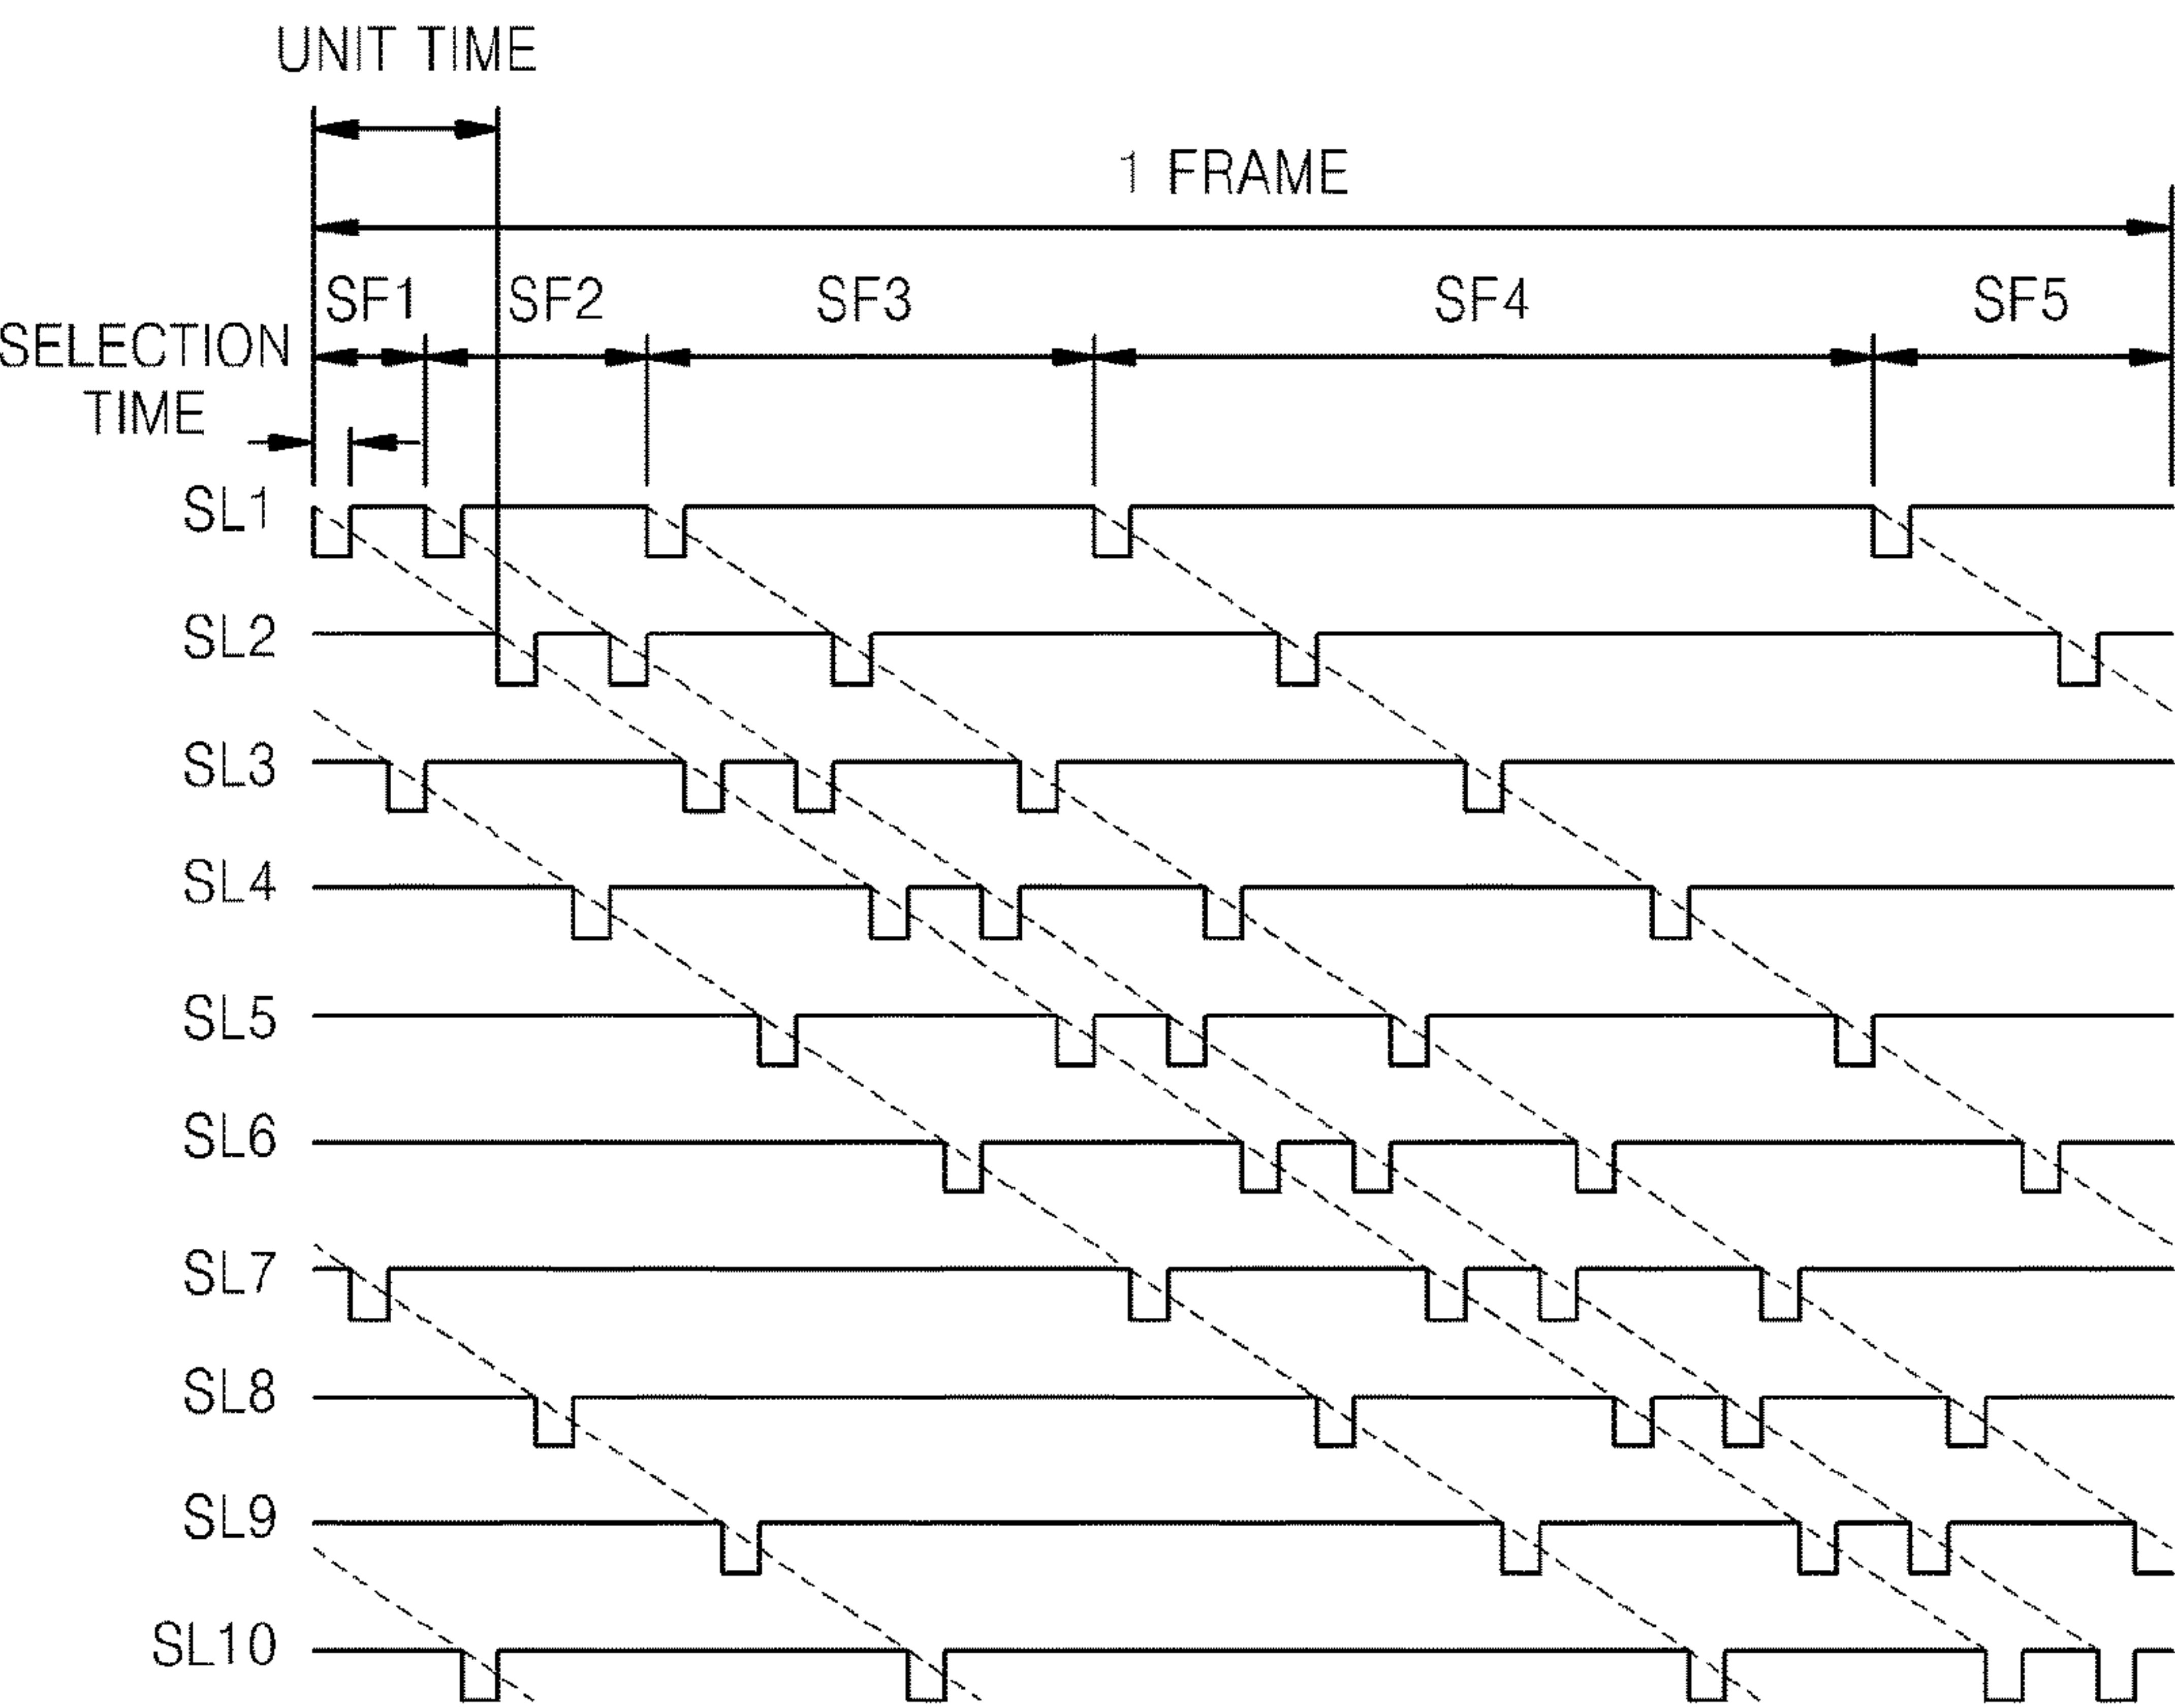 UNIT TIME
1 FRAME
SF1 SF2 SF3 SF4 SF5
SELECTION
TIME
SL1
SL2
SL3
SL4
SL5
SL6
SL7
SL8
SL9
SL10